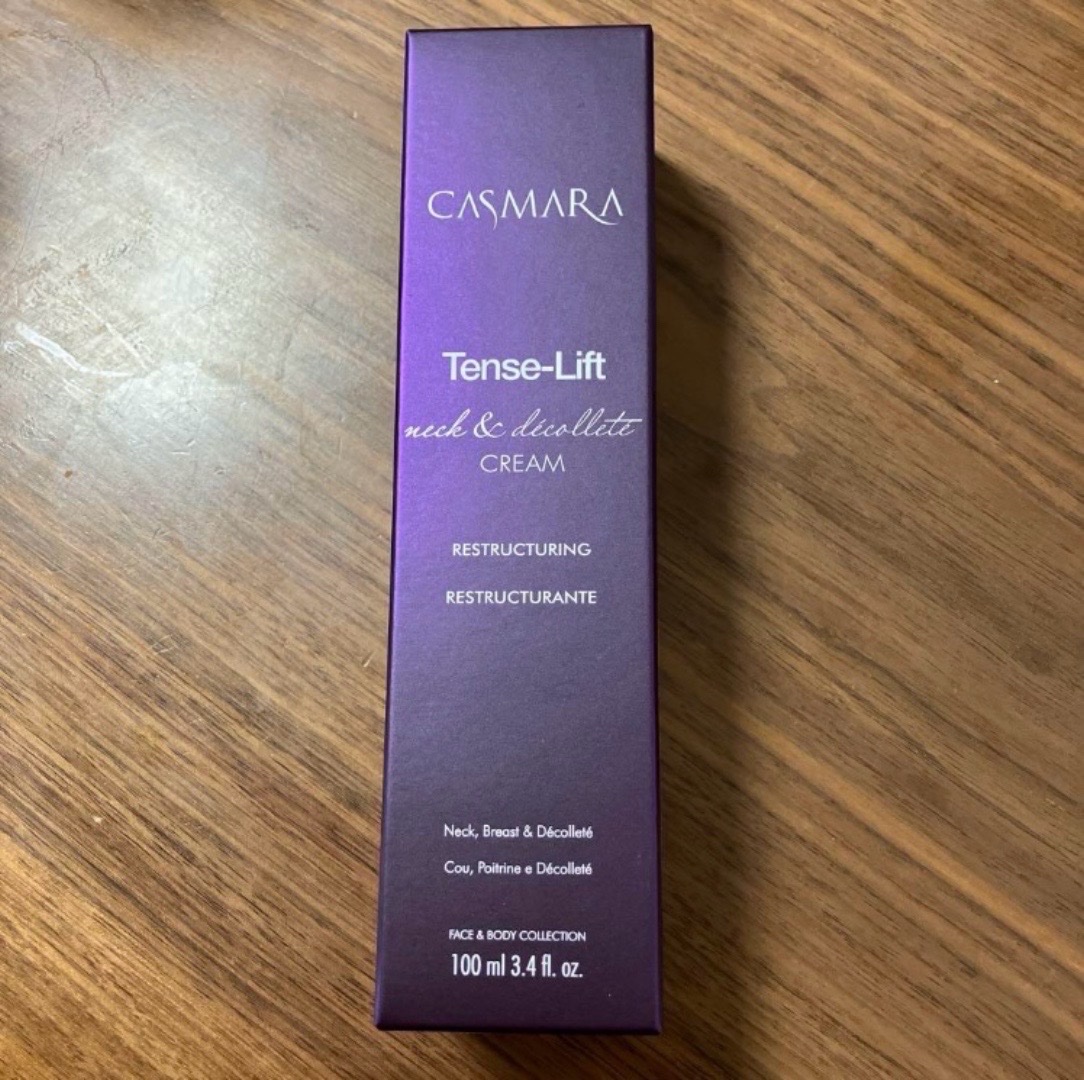 CASMARA
Tense-Lift
neck & décolleté
CREAM
RESTRUCTURING
RESTRUCTURANTE
Neck, Breast & Décolleté
Cou, Poitrine e Décolleté
FACE & BODY COLLECTION
100 ml 3.4 fl. oz.